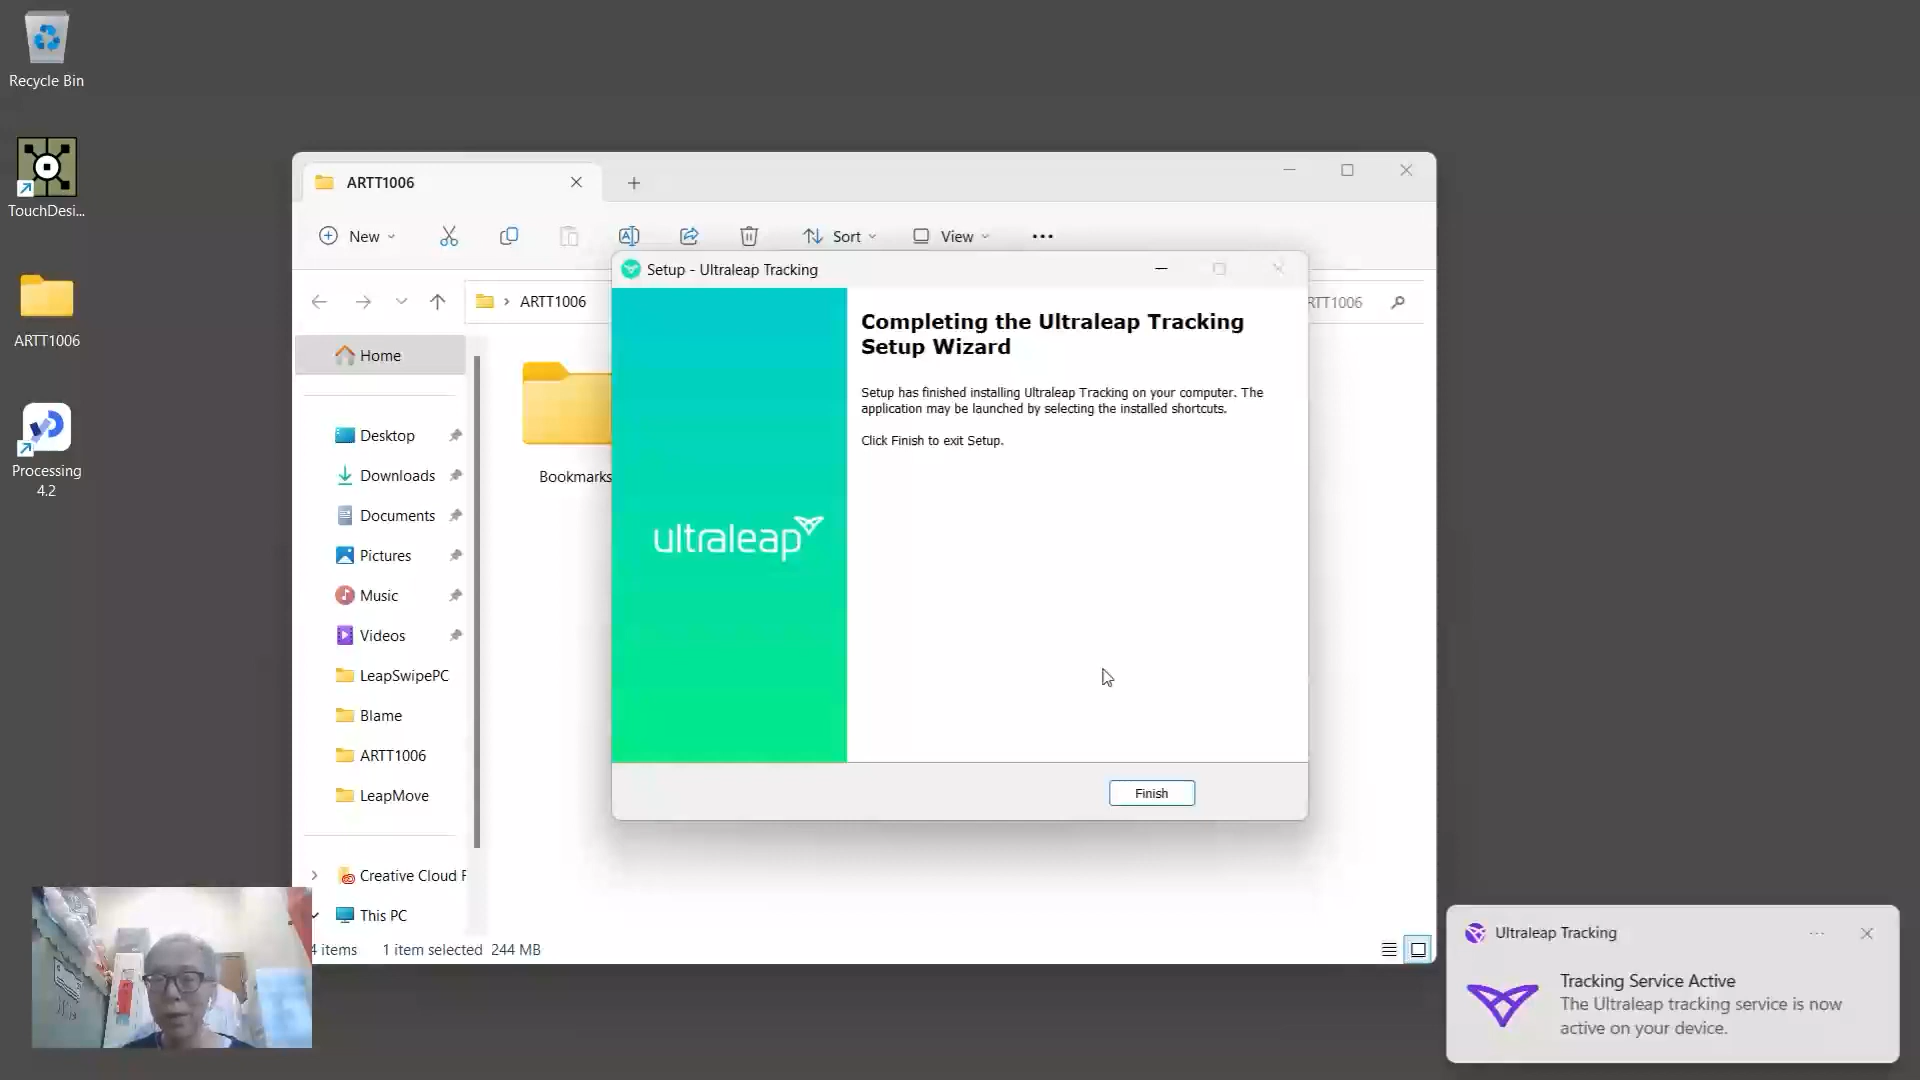 Recycle Bin
TouchDesi...
ARTT1006
Processing
4.2
ARTT1006
New
Sort
View
ARTT1006
RTT1006
Home
Desktop
Downloads
Documents
Pictures
Music
Videos
LeapSwipePC
Blame
ARTT1006
LeapMove
Creative Cloud F
This PC
Bookmarks
4 items
1 item selected 244 MB
Setup - Ultraleap Tracking
ultraleap
Completing the Ultraleap Tracking
Setup Wizard
Setup has finished installing Ultraleap Tracking on your computer. The
application may be launched by selecting the installed shortcuts.
Click Finish to exit Setup.
Finish
Ultraleap Tracking
Tracking Service Active
The Ultraleap tracking service is now
active on your device.